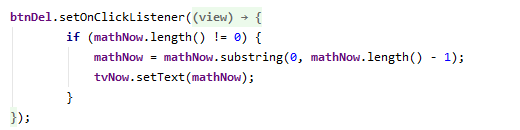 btnDel.setOnClickListener((view) → {
if (mathNow.length() != 0) {
mathNow = mathNow.substring(0, mathNow.length() - 1);
tvNow.setText(mathNow);
}
});